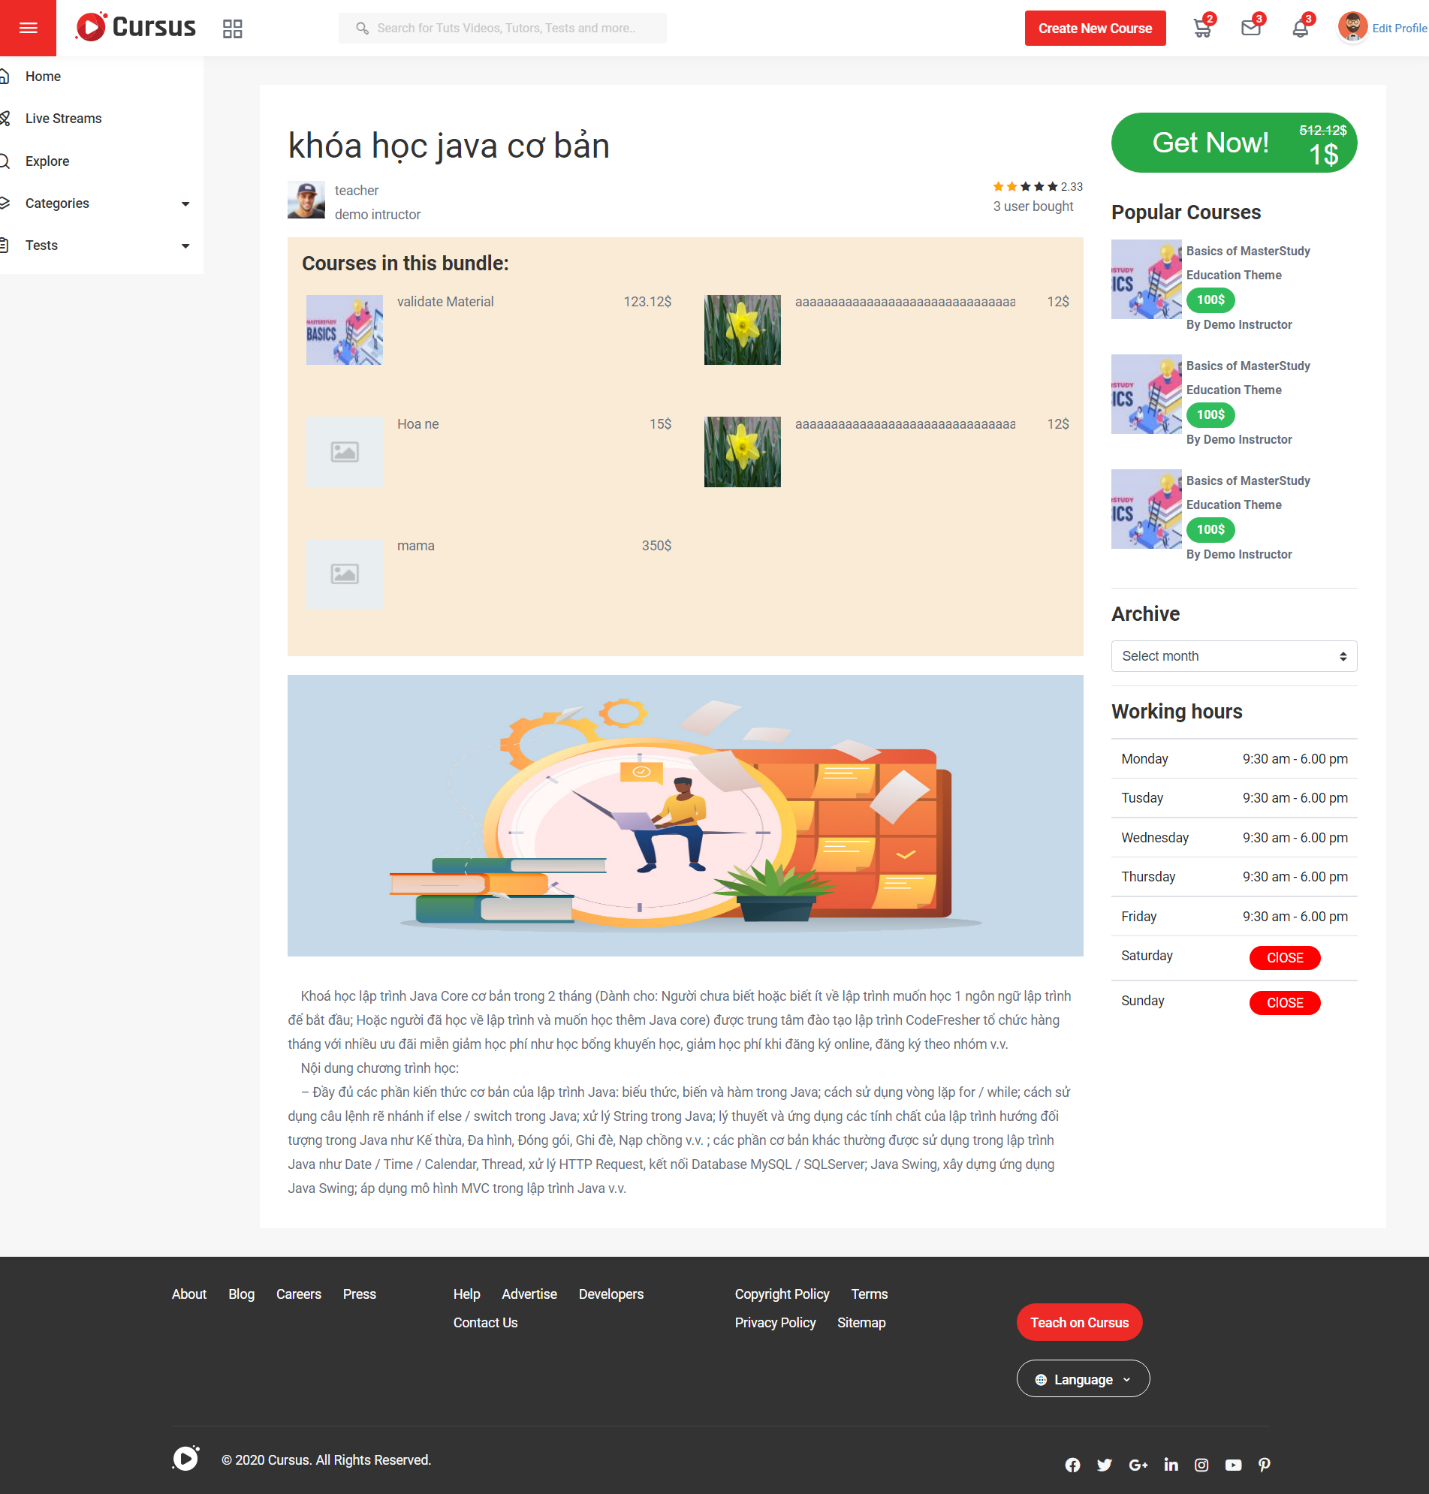 Cursus
Search for Tuts Videos, Tutors, Tests and more..
Create New Course
2
3
3
Edit Profile
Home
Live Streams
Explore
Categories
Tests
khóa học java cơ bản
teacher
demo intructor
2.33
3 user bought
Courses in this bundle:
validate Material
123.12$
aaaaaaaaaaaaaaaaaaaaaaaaaaaaaaa
12$
BASICS
Hoa ne
15$
aaaaaaaaaaaaaaaaaaaaaaaaaaaaaaa
12$
mama
350$
Khoá học lập trình Java Core cơ bản trong 2 tháng (Dành cho: Người chưa biết hoặc biết ít về lập trình muốn học 1 ngôn ngữ lập trình
để bắt đầu; Hoặc người đã học về lập trình và muốn học thêm Java core) được trung tâm đào tạo lập trình CodeFresher tổ chức hàng
tháng với nhiều ưu đãi miễn giảm học phí như học bổng khuyến học, giảm học phí khi đăng ký online, đăng ký theo nhóm v.v.
Nội dung chương trình học:
– Đầy đủ các phần kiến thức cơ bản của lập trình Java: biểu thức, biến và hàm trong Java; cách sử dụng vòng lặp for / while; cách sử
dụng câu lệnh rẽ nhánh if else / switch trong Java; xử lý String trong Java; lý thuyết và ứng dụng các tính chất của lập trình hướng đối
tượng trong Java như Kế thừa, Đa hình, Đóng gói, Ghi đè, Nạp chồng v.v. ; các phần cơ bản khác thường được sử dụng trong lập trình
Java như Date / Time / Calendar, Thread, xử lý HTTP Request, kết nối Database MySQL / SQLServer; Java Swing, xây dựng ứng dụng
Java Swing; áp dụng mô hình MVC trong lập trình Java v.v.
Get Now!
512.12$
1$
Popular Courses
Basics of MasterStudy
Education Theme
100$
By Demo Instructor
Basics of MasterStudy
Education Theme
100$
By Demo Instructor
Basics of MasterStudy
Education Theme
100$
By Demo Instructor
Archive
Select month
Working hours
Monday 9:30 am - 6.00 pm
Tusday 9:30 am - 6.00 pm
Wednesday 9:30 am - 6.00 pm
Thursday 9:30 am - 6.00 pm
Friday 9:30 am - 6.00 pm
Saturday ClOSE
Sunday ClOSE
About Blog Careers Press
Help Advertise Developers
Contact Us
Copyright Policy Terms
Privacy Policy Sitemap
Teach on Cursus
Language
© 2020 Cursus. All Rights Reserved.